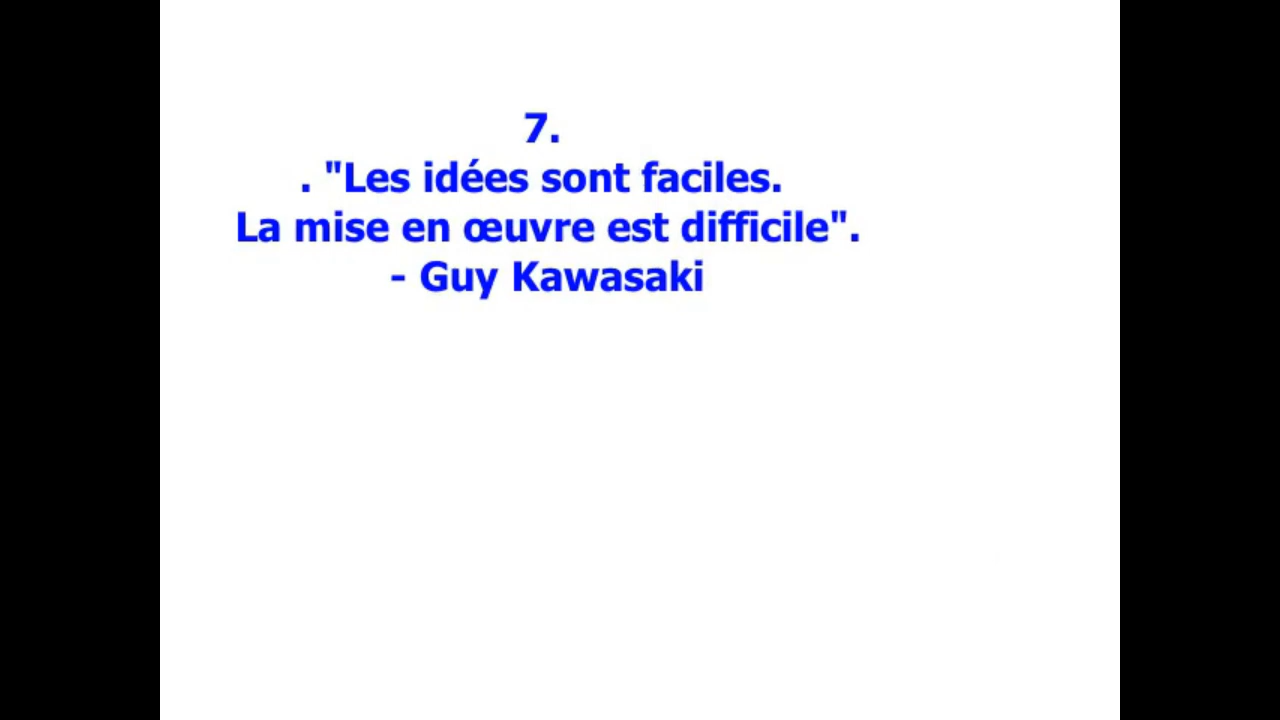 7.
. "Les idées sont faciles.
La mise en œuvre est difficile".
- Guy Kawasaki